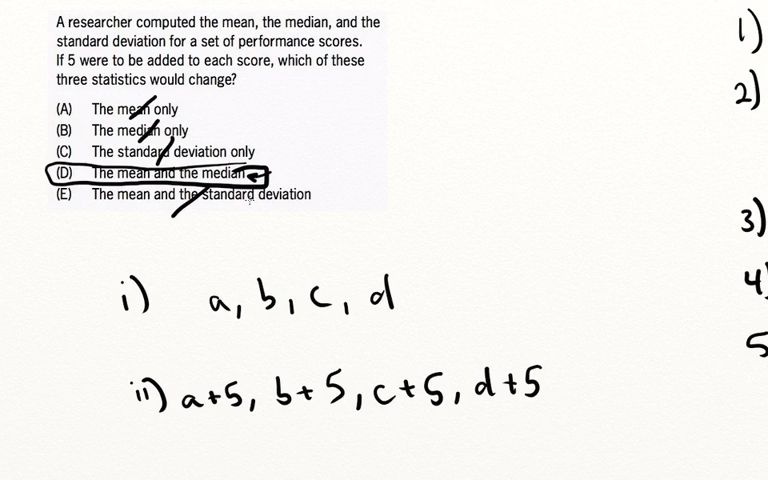 A researcher computed the mean, the median, and the
standard deviation for a set of performance scores.
If 5 were to be added to each score, which of these
three statistics would change?
(A) The mean only
(B) The median only
(C) The standard deviation only
(D) The mean and the median
(E) The mean and the standard deviation
i) a, b, c, d
ii) a+5, b+5, c+5, d+5
1)
2)
3)
4)
5